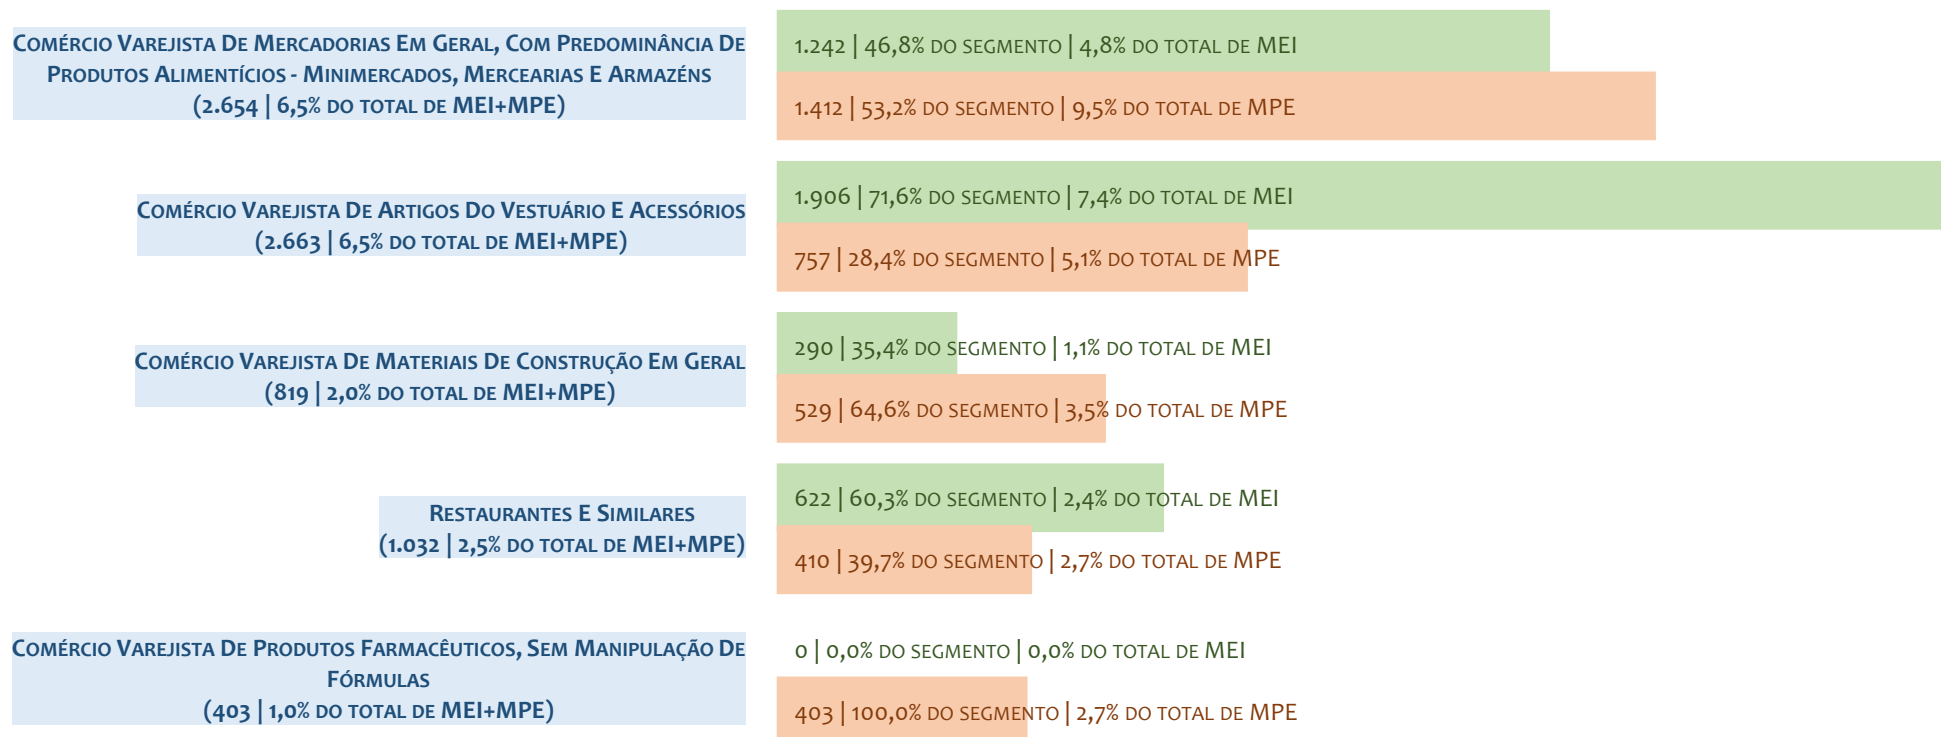 Comércio Varejista De Mercadorias Em Geral, Com Predominância De
Produtos Alimentícios - Minimercados, Mercearias E Armazéns
(2.654 | 6,5% do total de MEI+MPE)
1.242 | 46,8% do segmento | 4,8% do total de MEI
1.412 | 53,2% do segmento | 9,5% do total de MPE
Comércio Varejista De Artigos Do Vestuário E Acessórios
(2.663 | 6,5% do total de MEI+MPE)
1.906 | 71,6% do segmento | 7,4% do total de MEI
757 | 28,4% do segmento | 5,1% do total de MPE
Comércio Varejista De Materiais De Construção Em Geral
(819 | 2,0% do total de MEI+MPE)
290 | 35,4% do segmento | 1,1% do total de MEI
529 | 64,6% do segmento | 3,5% do total de MPE
Restaurantes E Similares
(1.032 | 2,5% do total de MEI+MPE)
622 | 60,3% do segmento | 2,4% do total de MEI
410 | 39,7% do segmento | 2,7% do total de MPE
Comércio Varejista De Produtos Farmacêuticos, Sem Manipulação De
Fórmulas
(403 | 1,0% do total de MEI+MPE)
0 | 0,0% do segmento | 0,0% do total de MEI
403 | 100,0% do segmento | 2,7% do total de MPE